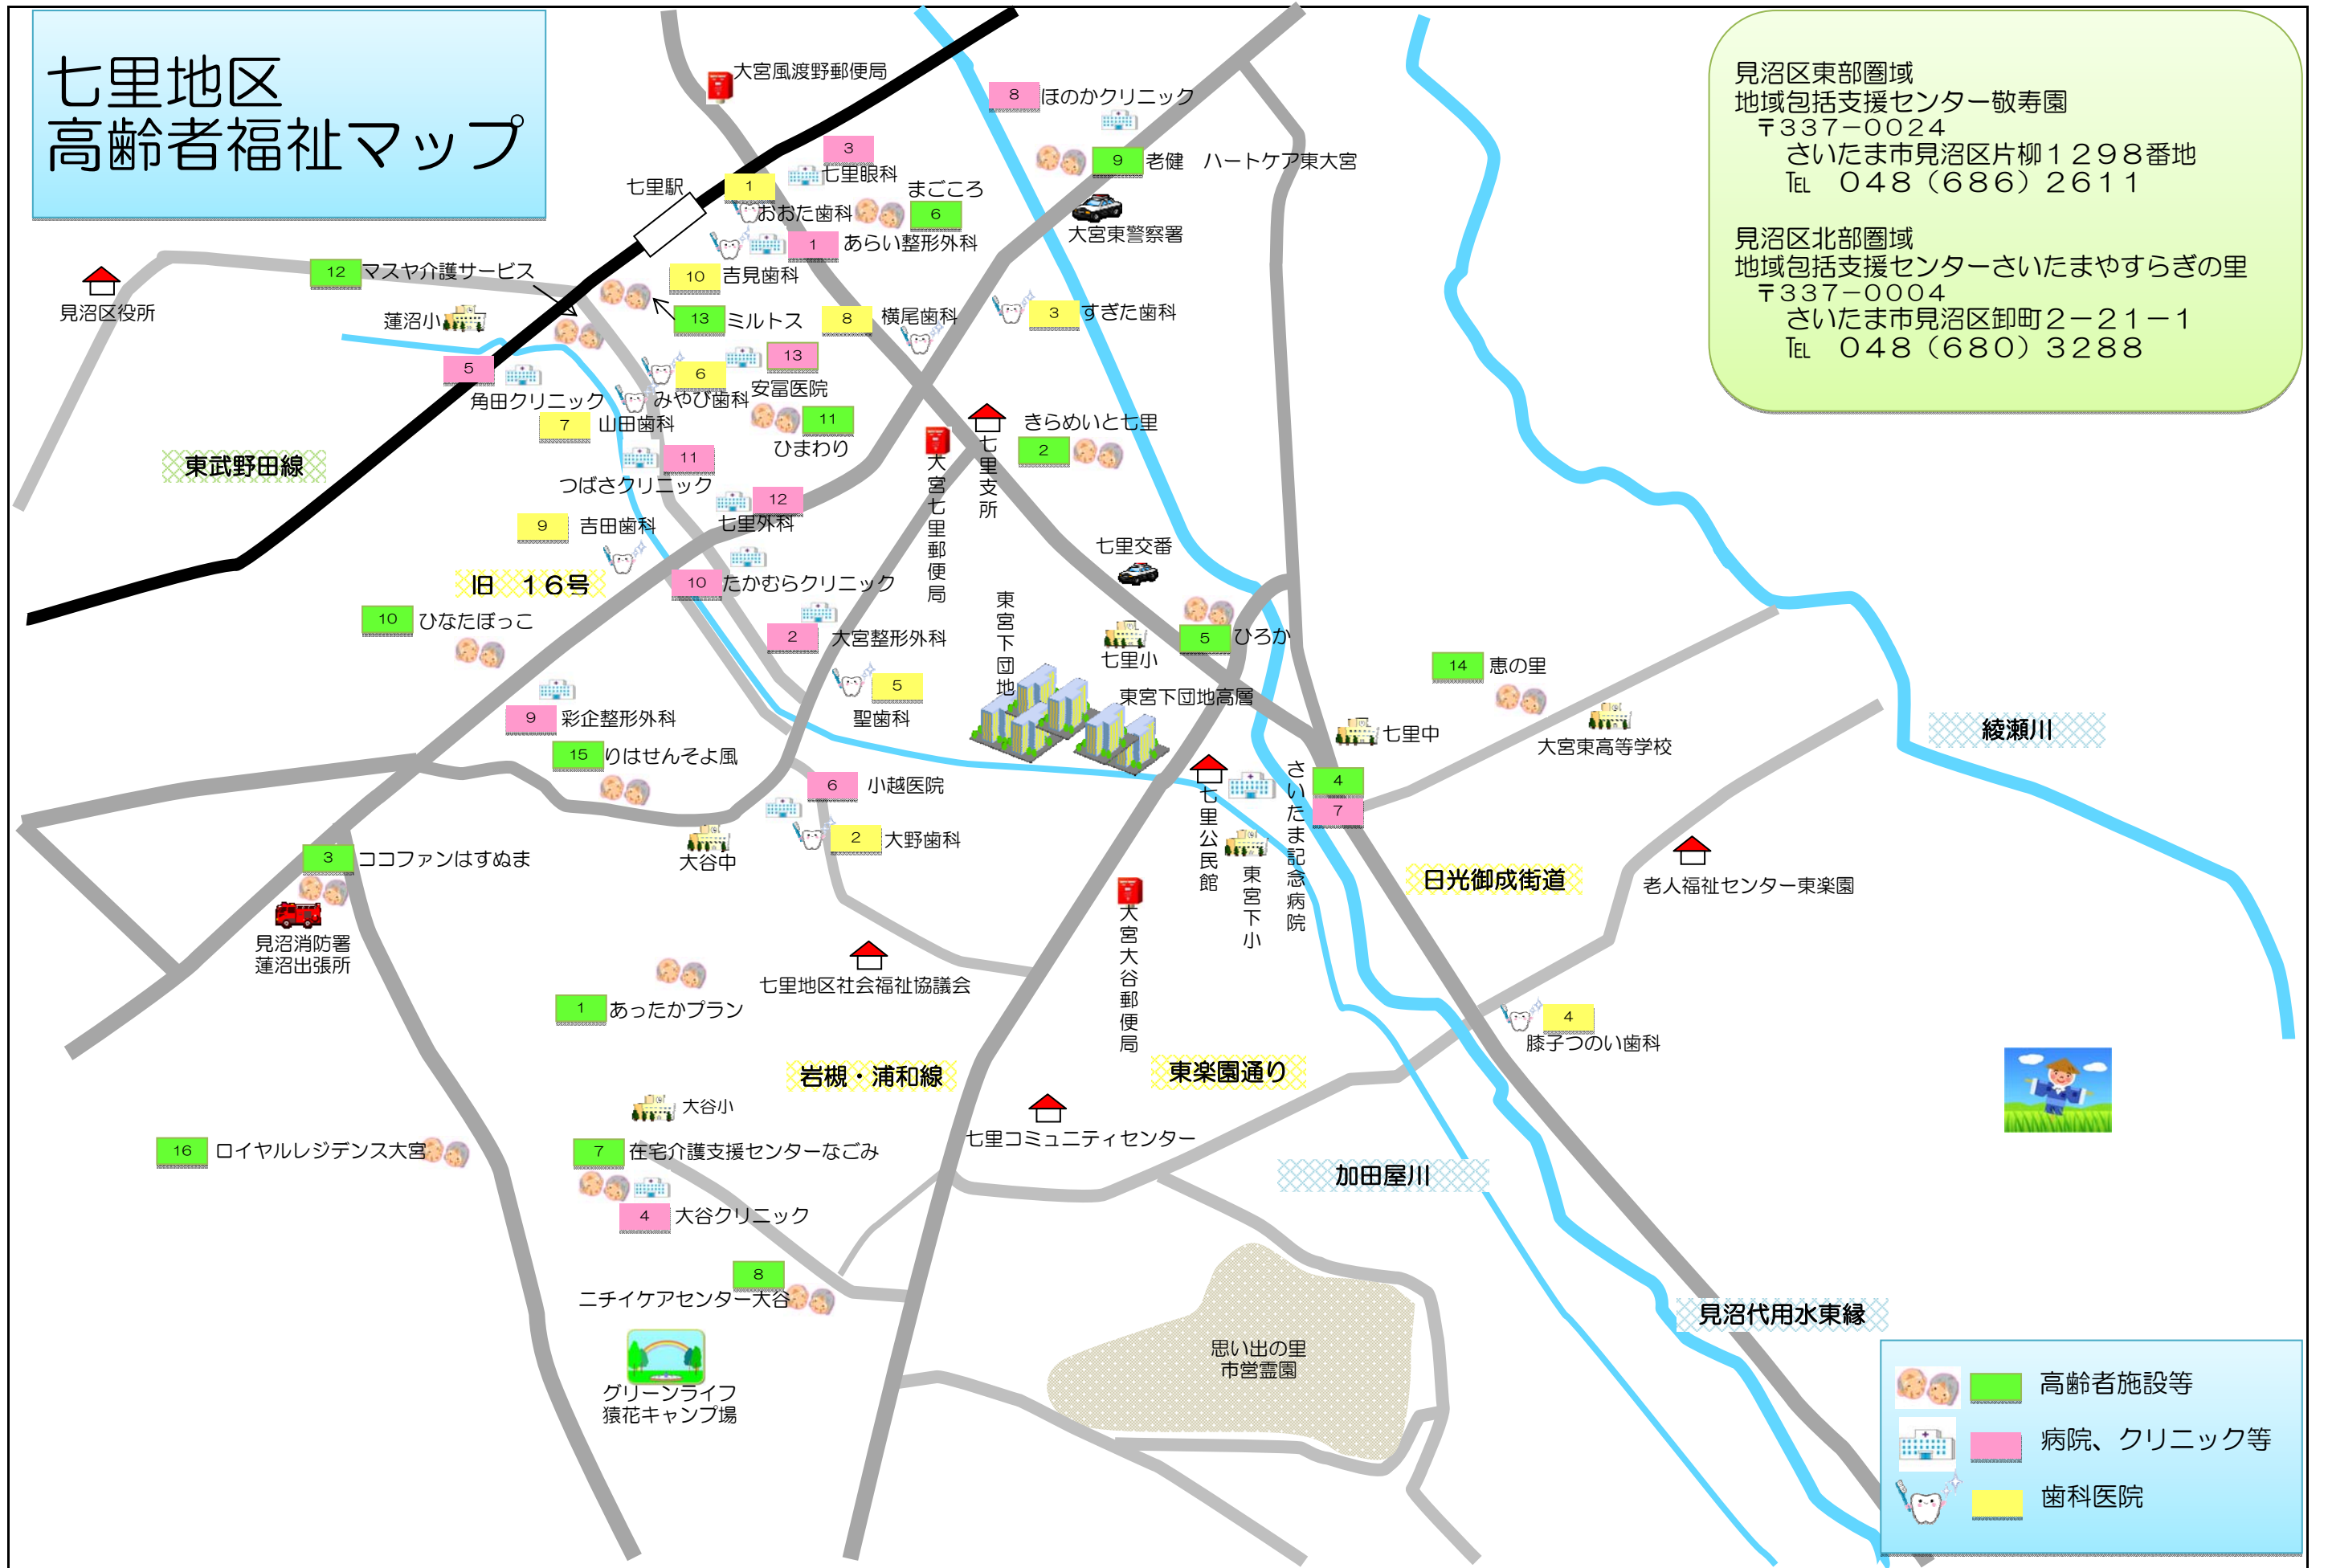 七里地区
高齢者福祉マップ
見沼区東部圏域
地域包括支援センター敬寿園
〒337－0024
さいたま市見沼区片柳1298番地
℡　048（686）2611
見沼区北部圏域
地域包括支援センターさいたまやすらぎの里
〒337－0004
さいたま市見沼区卸町2－21－1
℡　048（680）3288
大宮風渡野郵便局
8 ほのかクリニック
3
七里眼科
9 老健　ハートケア東大宮
七里駅
1
おおた歯科
まごころ
6
大宮東警察署
1 あらい整形外科
12 マスヤ介護サービス
10 吉見歯科
見沼区役所
蓮沼小
13 ミルトス
8 横尾歯科
3 すぎた歯科
5
角田クリニック
6
みやび歯科
13
安冨医院
7 山田歯科
11
ひまわり
きらめいと七里
2
七里支所
大宮七里郵便局
東武野田線
11
つばさクリニック
12
七里外科
9 吉田歯科
七里交番
旧　16号
10 たかむらクリニック
10 ひなたぼっこ
2 大宮整形外科
東宮下団地
七里小
5 ひろか
14 恵の里
5
聖歯科
東宮下団地高層
9 彩企整形外科
七里中
大宮東高等学校
綾瀬川
15 りはせんそよ風
6 小越医院
七里公民館
さいたま記念病院
4
7
2 大野歯科
大谷中
東宮下小
3 ココファンはすぬま
日光御成街道
老人福祉センター東楽園
見沼消防署
蓮沼出張所
大宮大谷郵便局
七里地区社会福祉協議会
1 あったかプラン
4
膝子つのい歯科
岩槻・浦和線
東楽園通り
大谷小
七里コミュニティセンター
16 ロイヤルレジデンス大宮
7 在宅介護支援センターなごみ
加田屋川
4 大谷クリニック
8
ニチイケアセンター大谷
見沼代用水東縁
思い出の里
市営霊園
グリーンライフ
猿花キャンプ場
高齢者施設等
病院、クリニック等
歯科医院